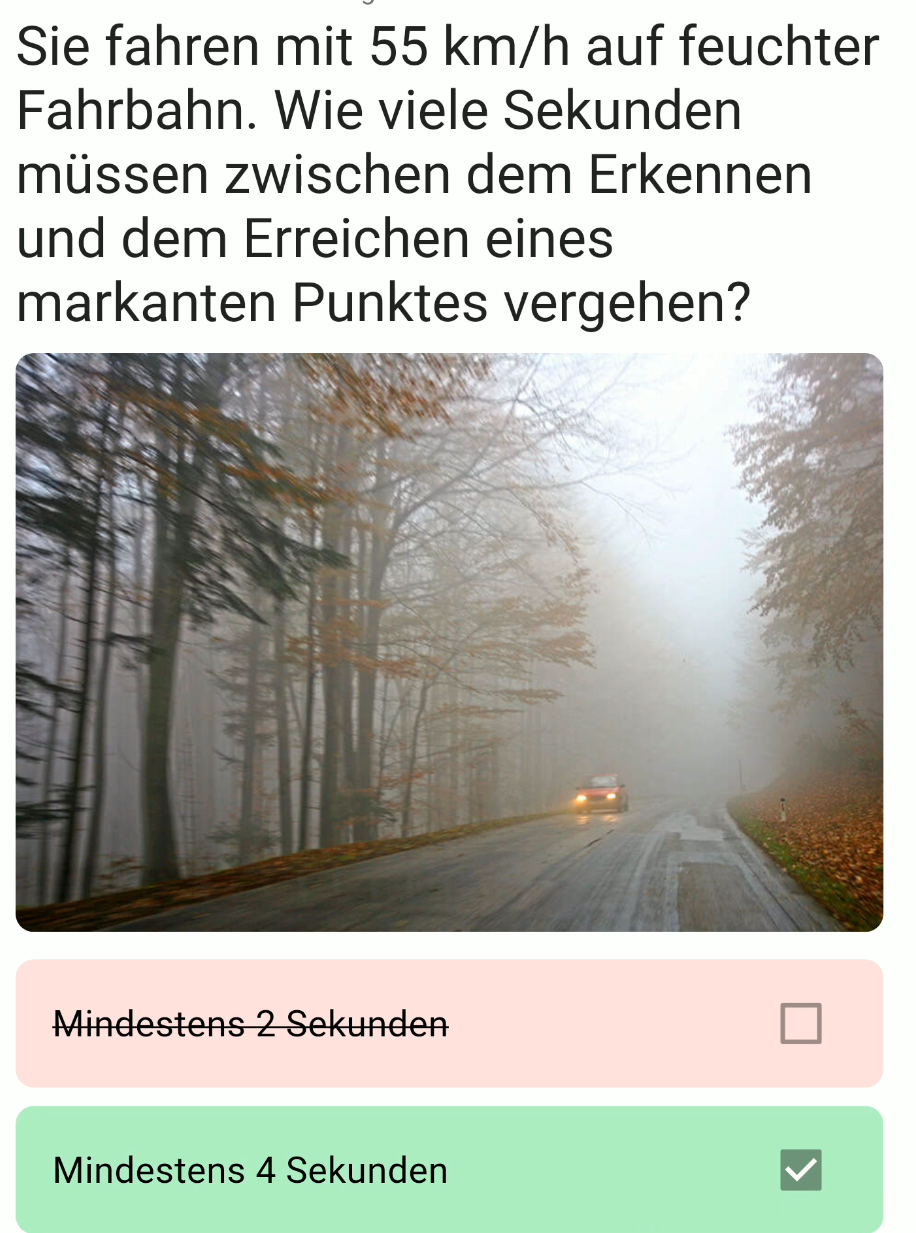 Sie fahren mit 55 km/h auf feuchter
Fahrbahn. Wie viele Sekunden
müssen zwischen dem Erkennen
und dem Erreichen eines
markanten Punktes vergehen?
Mindestens 2 Sekunden
Mindestens 4 Sekunden